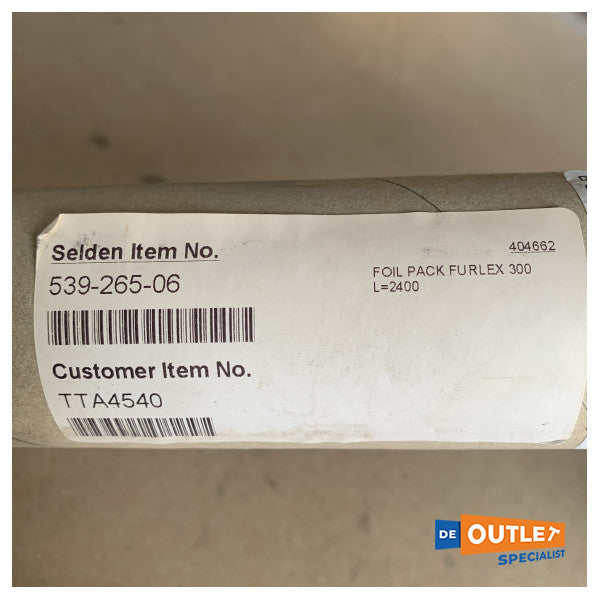 Selden Item No.
404662
539-265-06
FOIL PACK FURLEX 300
L=2400
Customer Item No.
TTA4540
DE OUTLET
SPECIALIST